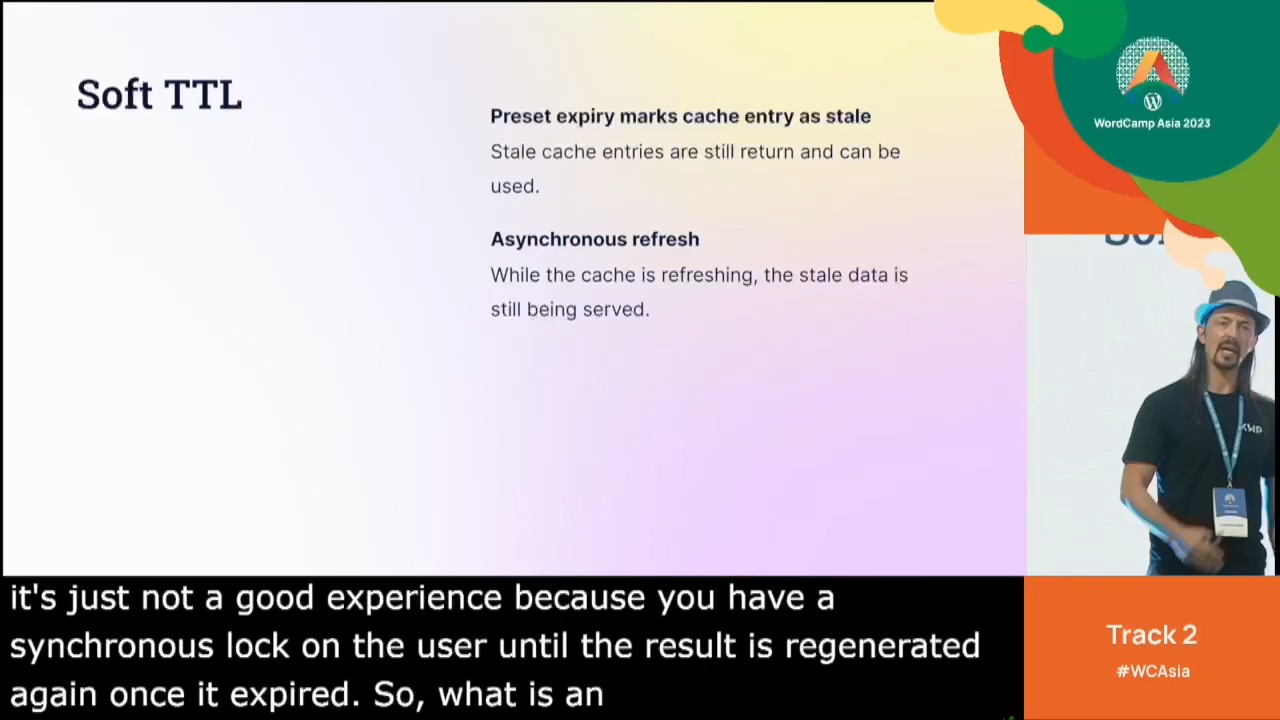 Soft TTL
Preset expiry marks cache entry as stale
Stale cache entries are still return and can be
used.
Asynchronous refresh
While the cache is refreshing, the stale data is
still being served.
WordCamp Asia 2023
it's just not a good experience because you have a
synchronous lock on the user until the result is regenerated
again once it expired. So, what is an
Track 2
#WCAsia